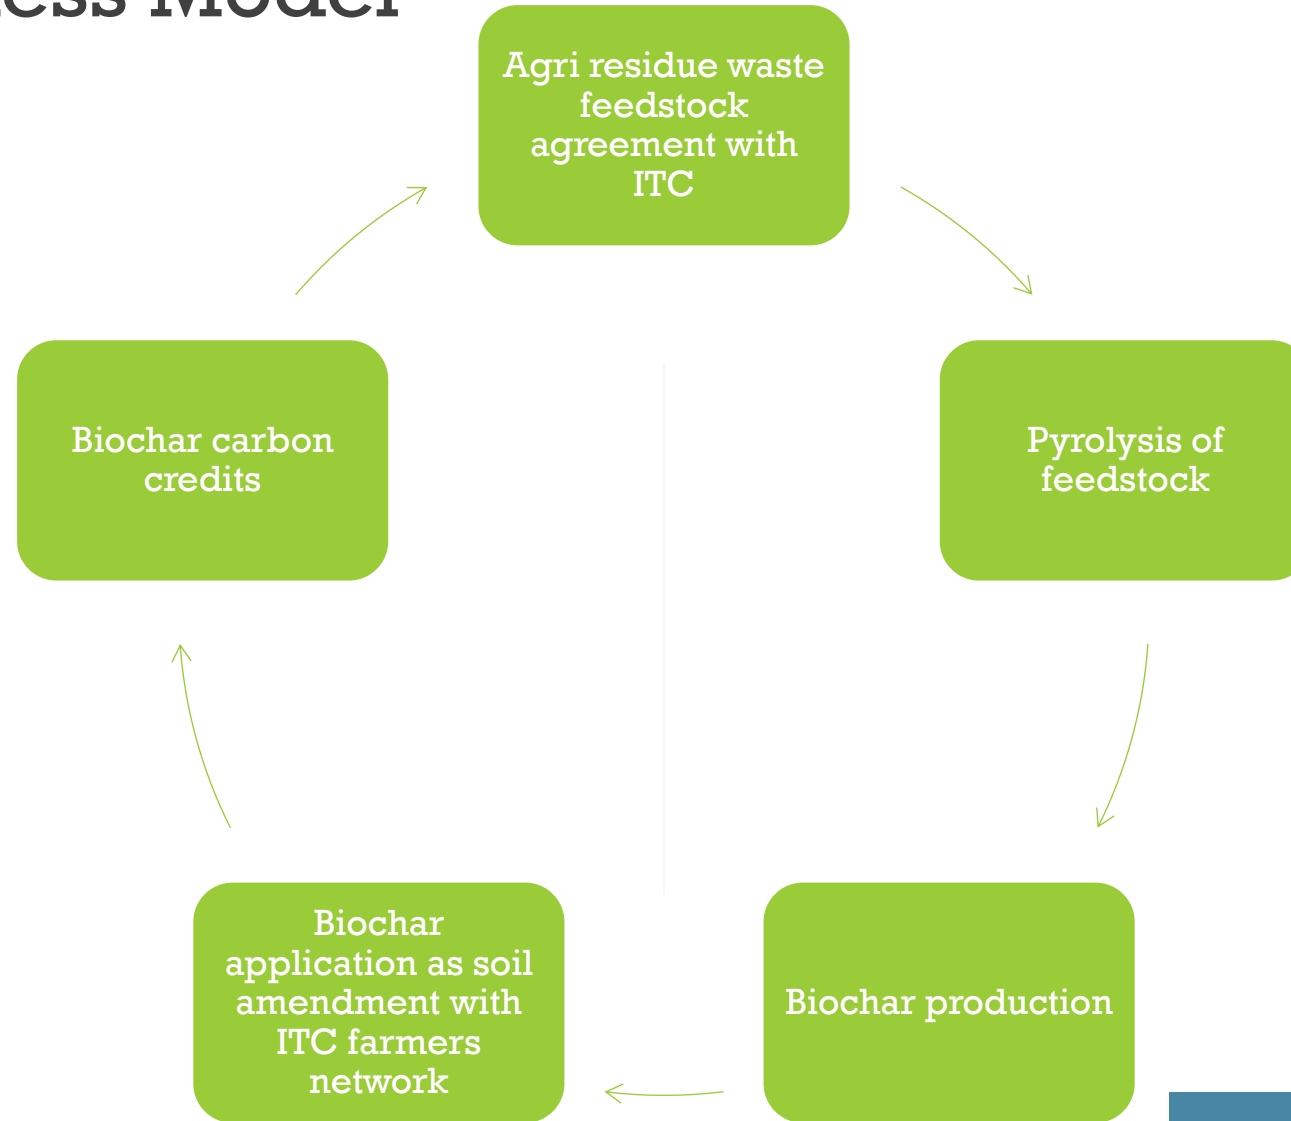 Model
Agri residue waste
feedstock
agreement with
ITC
Pyrolysis of
feedstock
Biochar production
Biochar
application as soil
amendment with
ITC farmers
network
Biochar carbon
credits